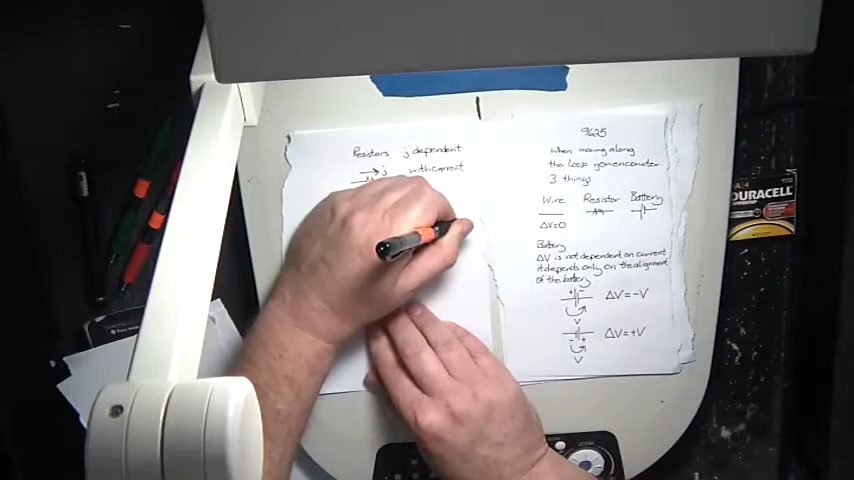 Resistors j dependent
→ j with current
9625
when moving along
the loop you encounter
3 things
Wire Resistor Battery
ΔV=0
Battery
ΔV is not dependent on current
it depends only on the alignment
of the battery
+ - ΔV = -V
V
- + ΔV = +V
V
DURACELL
ZOOM